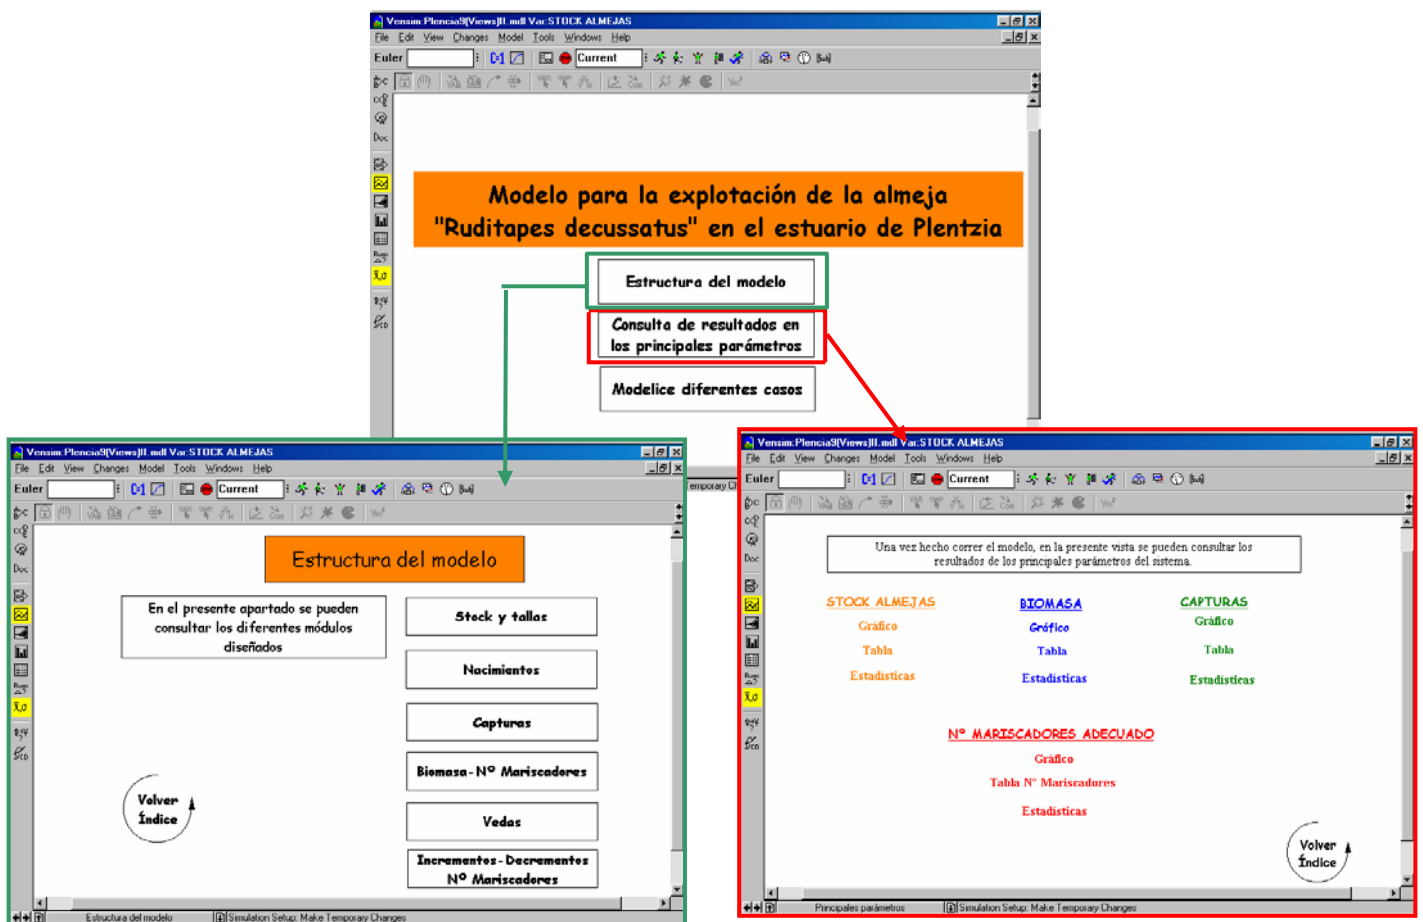 Vensim:Plencia9(Views)II.mdl Var:STOCK ALMEJAS
File Edit View Changes Model Tools Windows Help
Euler
Current
Doc
Modelo para la explotación de la almeja
"Ruditapes decussatus" en el estuario de Plentzia
Estructura del modelo
Consulta de resultados en
los principales parámetros
Modelice diferentes casos
Vensim:Plencia9(Views)II.mdl Var:STOCK ALMEJAS
File Edit View Changes Model Tools Windows Help
Euler
Current
Doc
Estructura del modelo
En el presente apartado se pueden
consultar los diferentes módulos
diseñados
Stock y tallas
Nacimientos
Capturas
Biomasa-Nº Mariscadores
Vedas
Incrementos-Decrementos
Nº Mariscadores
Volver
Índice
Estructura del modelo
Simulation Setup: Make Temporary Changes
emporary Ch
Vensim:Plencia9(Views)II.mdl Var:STOCK ALMEJAS
File Edit View Changes Model Tools Windows Help
Euler
Current
Doc
Una vez hecho correr el modelo, en la presente vista se pueden consultar los
resultados de los principales parámetros del sistema.
STOCK ALMEJAS
Gráfico
Tabla
Estadísticas
BIOMASA
Gráfico
Tabla
Estadísticas
CAPTURAS
Gráfico
Tabla
Estadísticas
Nº MARISCADORES ADECUADO
Gráfico
Tabla Nº Mariscadores
Estadísticas
Volver
Índice
Principales parámetros
Simulation Setup: Make Temporary Changes